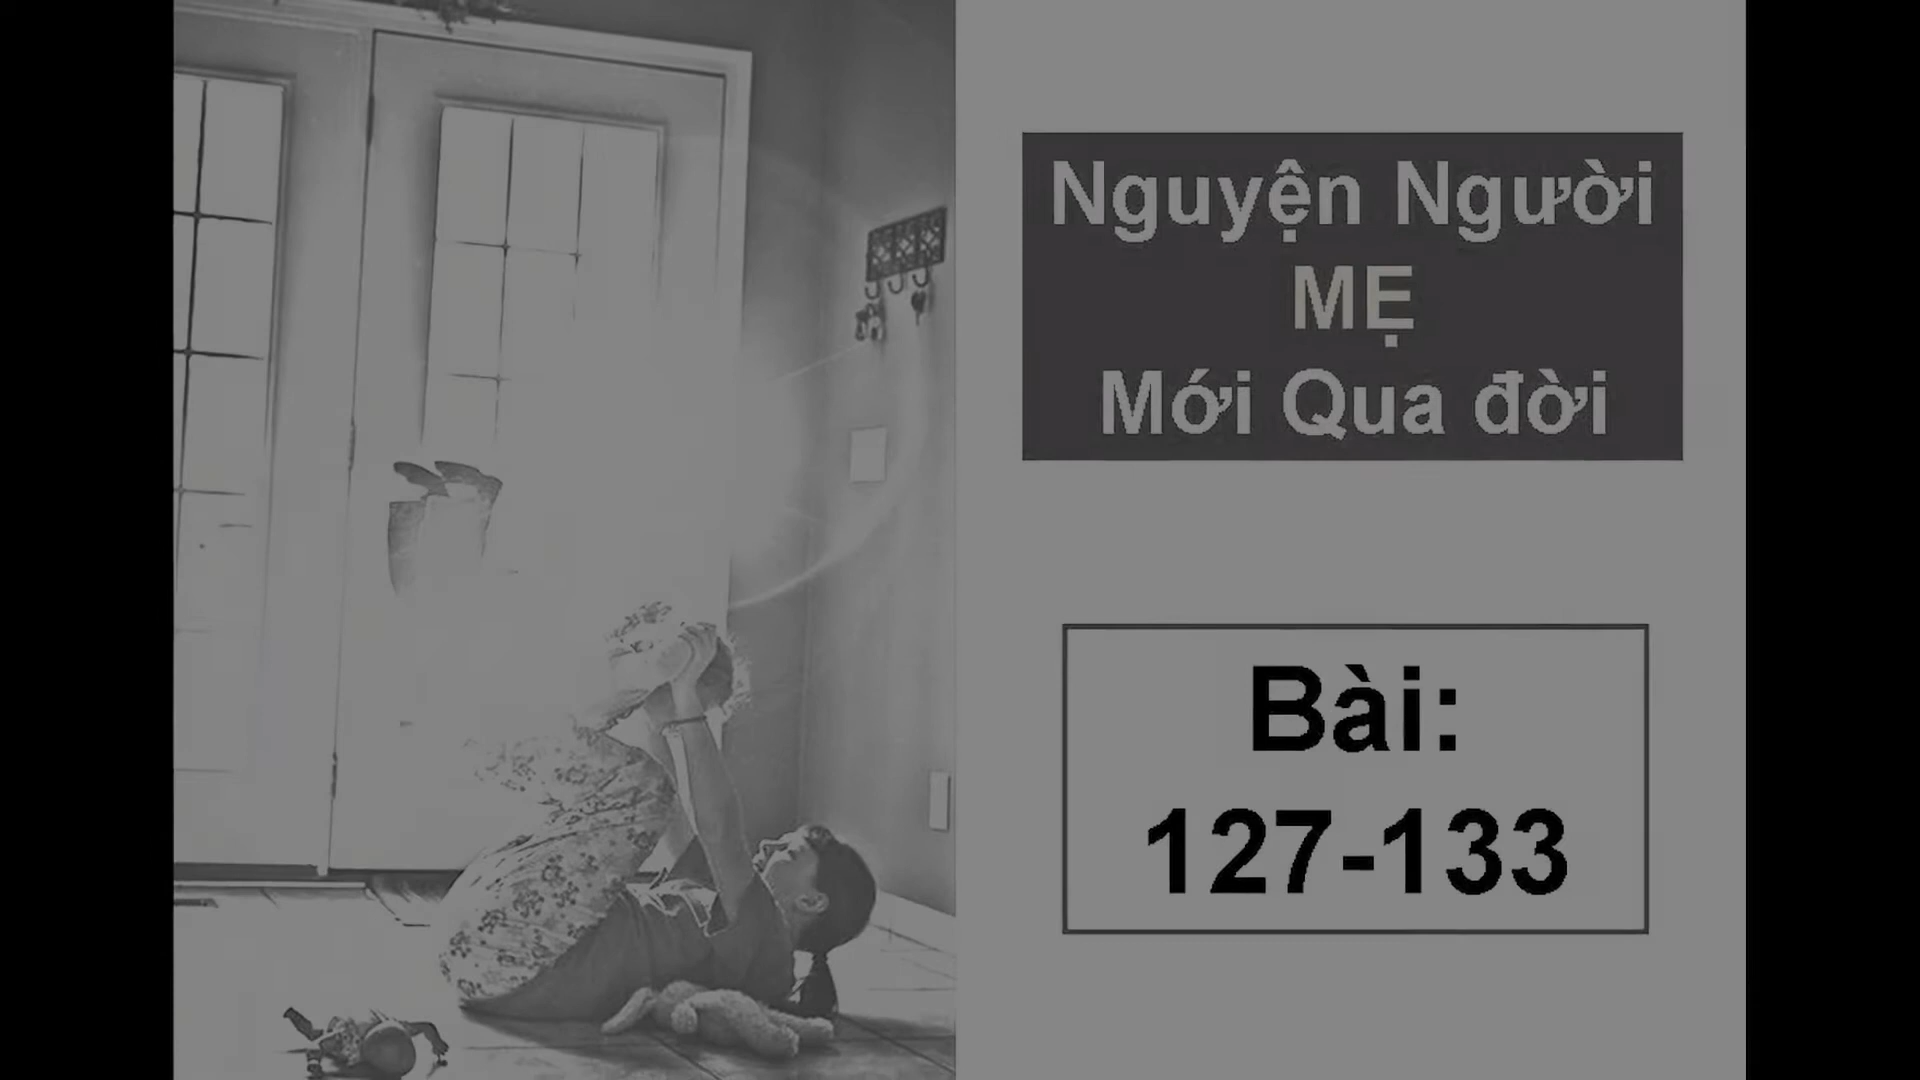 Nguyện Người
MẸ
Mới Qua đời
Bài:
127-133